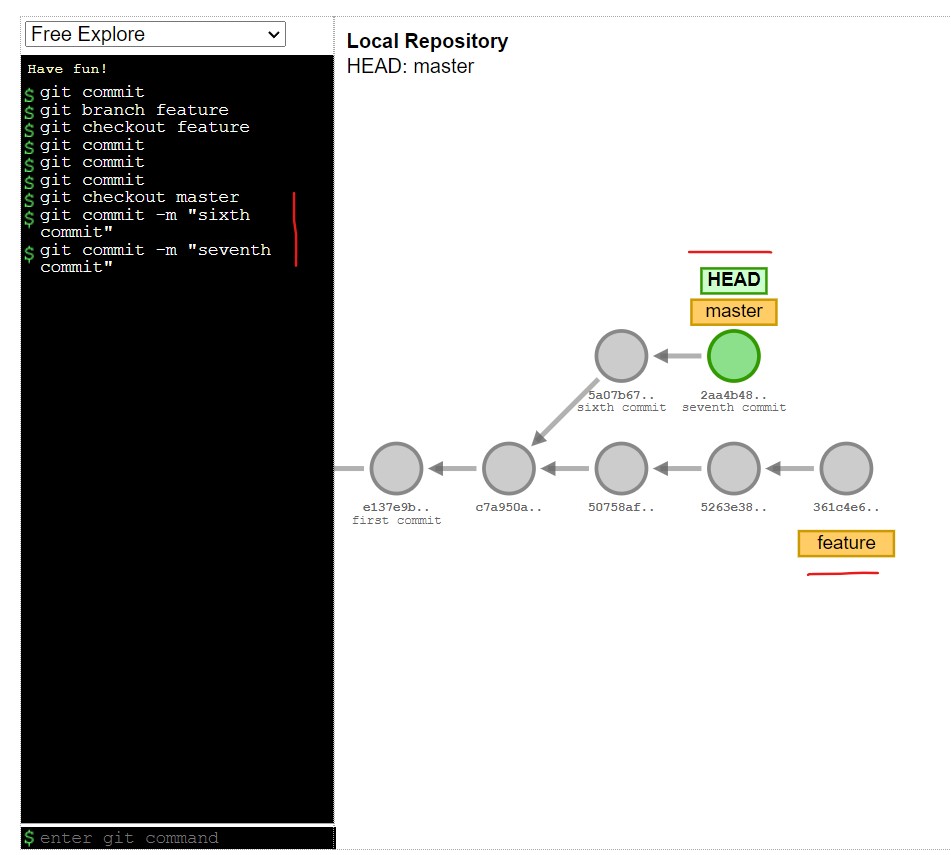 Free Explore
Have fun!
$ git commit
$ git branch feature
$ git checkout feature
$ git commit
$ git commit
$ git commit
$ git checkout master
$ git commit -m "sixth
commit"
$ git commit -m "seventh
commit"
$ enter git command
Local Repository
HEAD: master
HEAD
master
5a07b67.. 2aa4b48..
sixth commit seventh commit
e137e9b.. c7a950a.. 50758af.. 5263e38.. 361c4e6..
first commit
feature